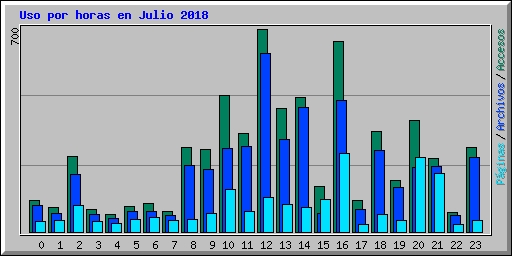 Uso por horas en Julio 2018
700
Páginas / Archivos / Accesos
0 1 2 3 4 5 6 7 8 9 10 11 12 13 14 15 16 17 18 19 20 21 22 23